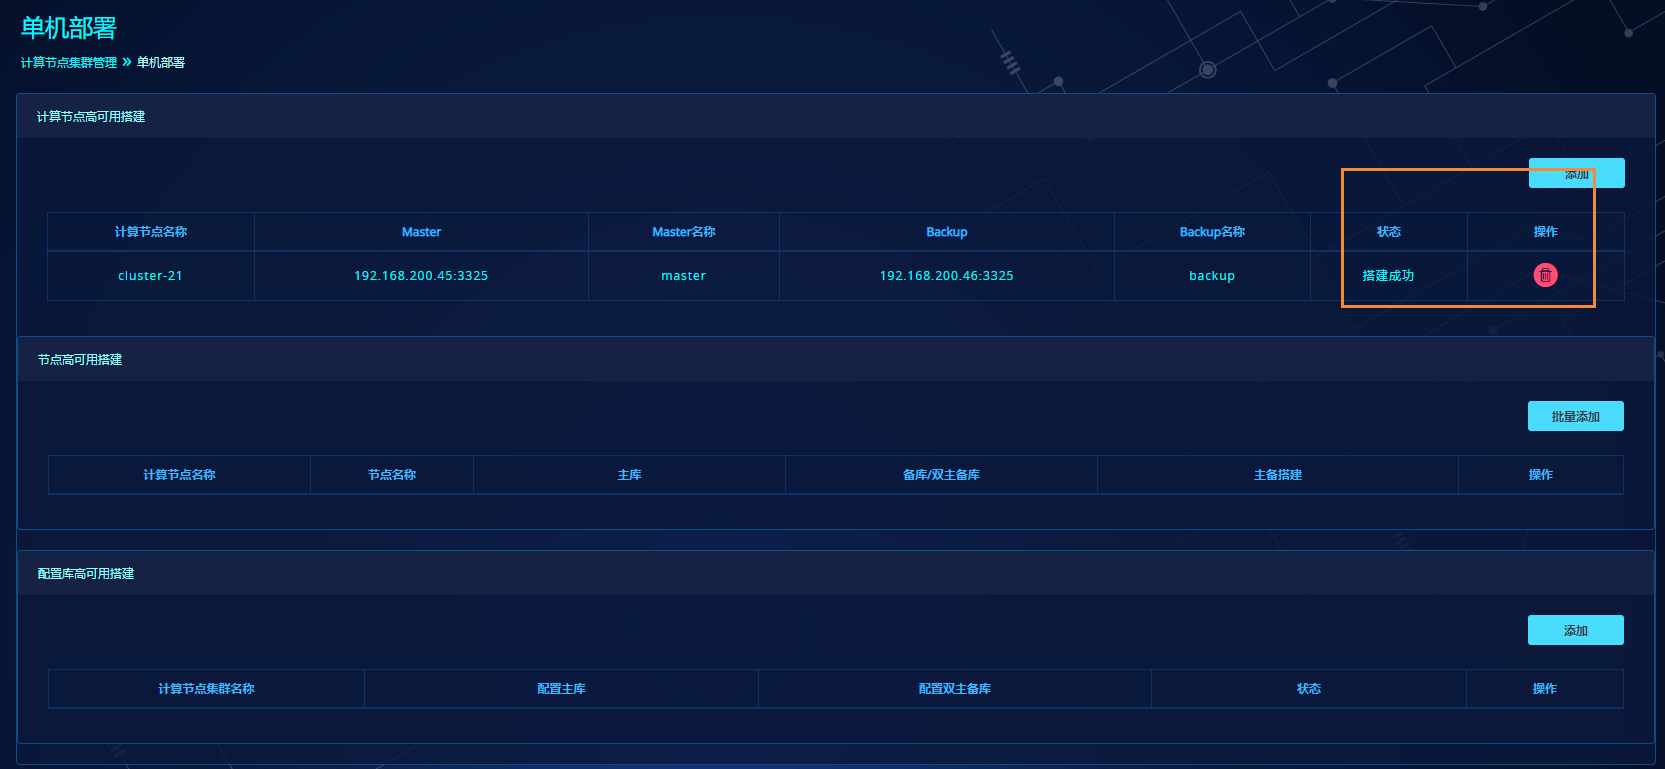 单机部署
计算节点集群管理 » 单机部署
计算节点高可用搭建
添加
计算节点名称 Master Master名称 Backup Backup名称 状态 操作
cluster-21 192.168.200.45:3325 master 192.168.200.46:3325 backup 搭建成功
节点高可用搭建
批量添加
计算节点名称 节点名称 主库 备库/双主备库 主备搭建 操作
配置库高可用搭建
添加
计算节点集群名称 配置主库 配置双主备库 状态 操作